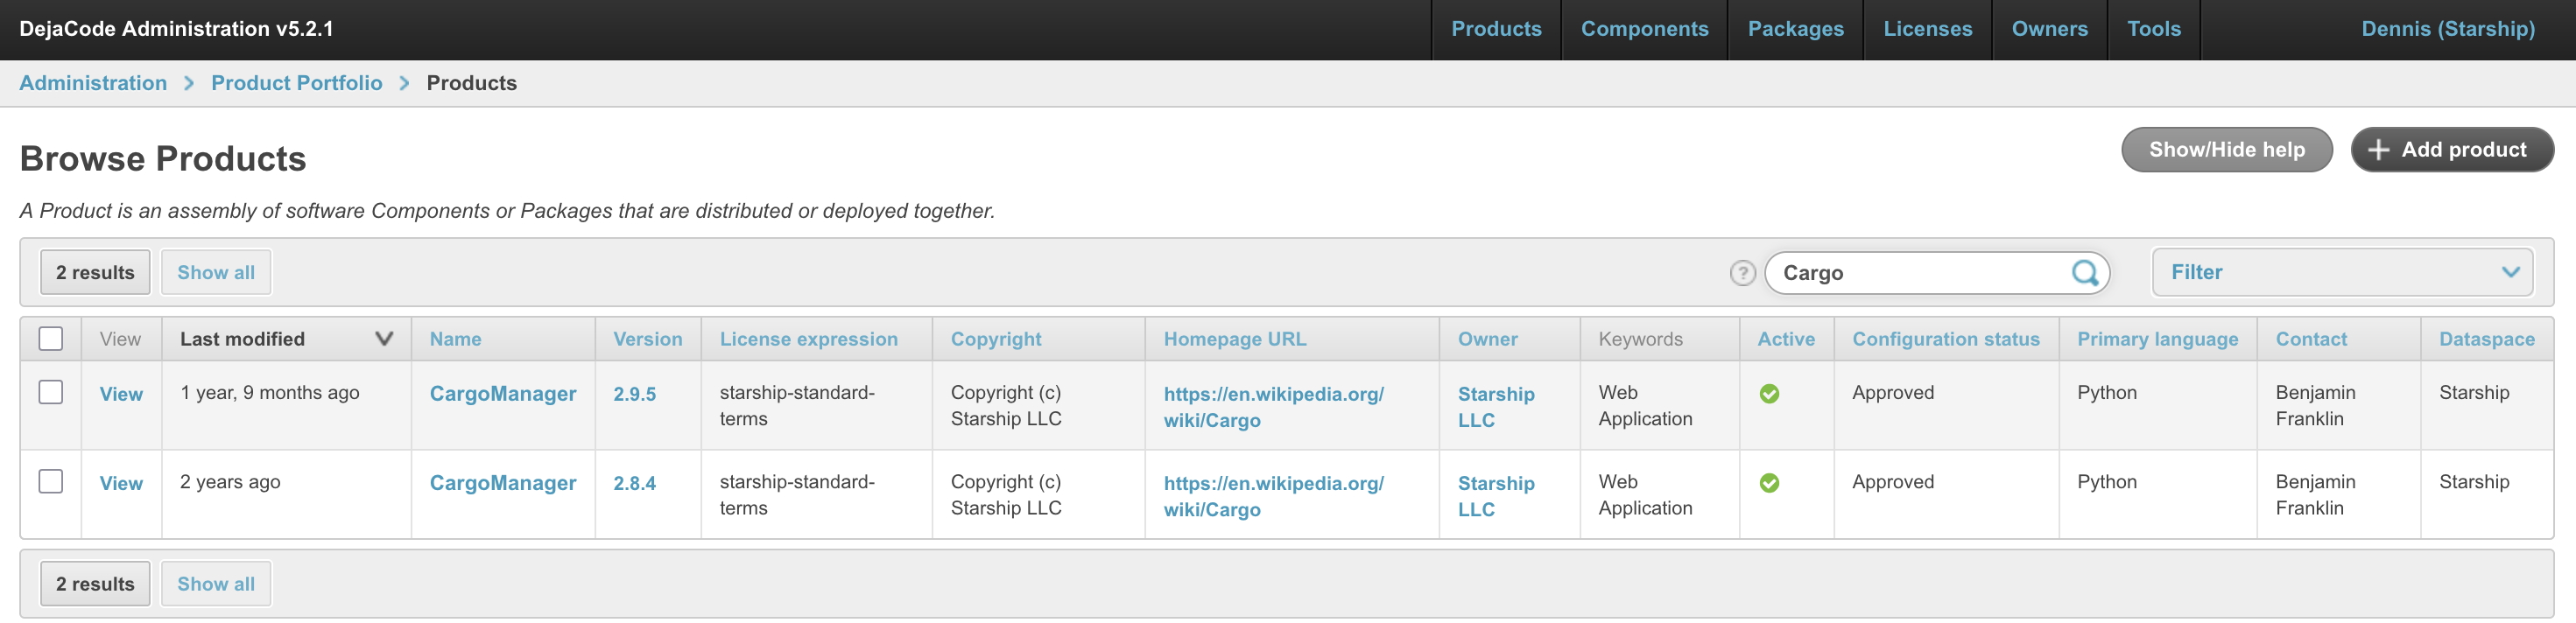 DejaCode Administration v5.2.1
Products Components Packages Licenses Owners Tools Dennis (Starship)
Administration Product Portfolio Products
Browse Products
Show/Hide help
Add product
A Product is an assembly of software Components or Packages that are distributed or deployed together.
2 results Show all ? Cargo Filter
View Last modified Name Version License expression Copyright Homepage URL Owner Keywords Active Configuration status Primary language Contact Dataspace
View 1 year, 9 months ago CargoManager 2.9.5 starship-standard- Copyright (c) https://en.wikipedia.org/ Starship Web Approved Python Benjamin Starship
terms Starship LLC wiki/Cargo LLC Application Franklin
View 2 years ago CargoManager 2.8.4 starship-standard- Copyright (c) https://en.wikipedia.org/ Starship Web Approved Python Benjamin Starship
terms Starship LLC wiki/Cargo LLC Application Franklin
2 results Show all